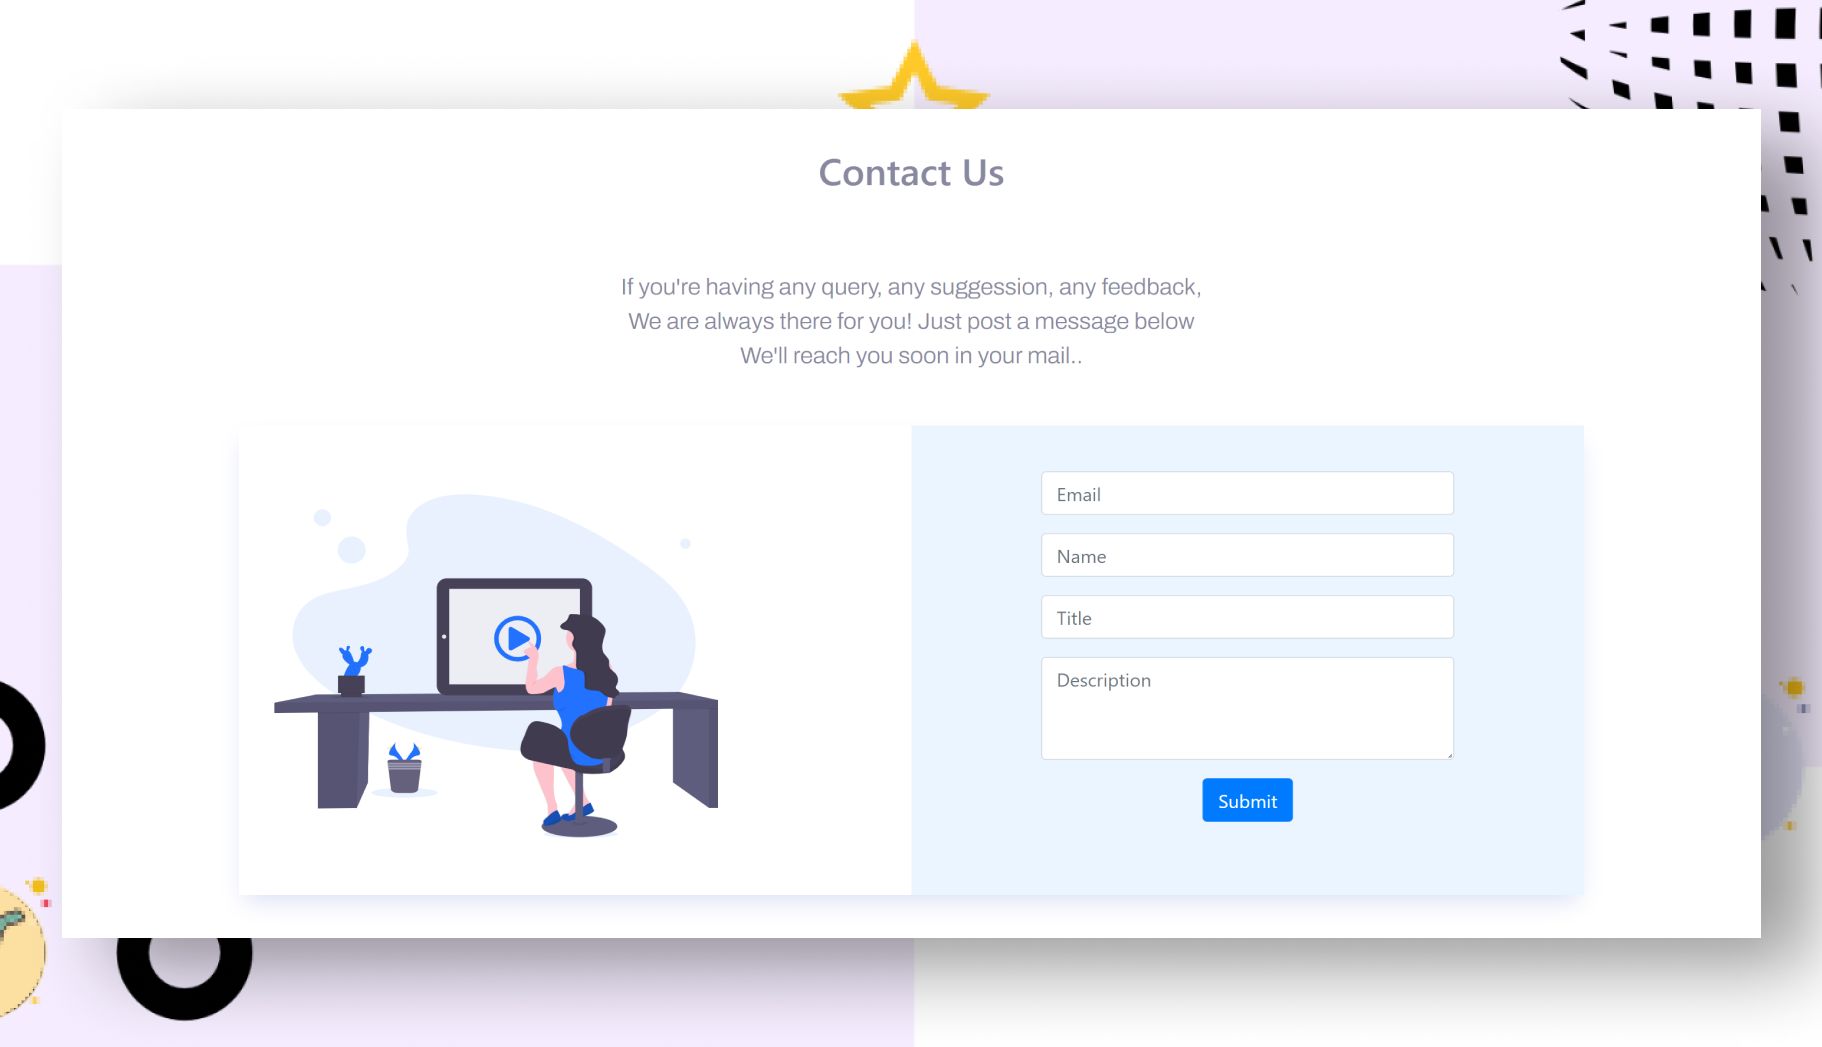 Contact Us
If you're having any query, any suggession, any feedback,
We are always there for you! Just post a message below
We'll reach you soon in your mail..
Email
Name
Title
Description
Submit